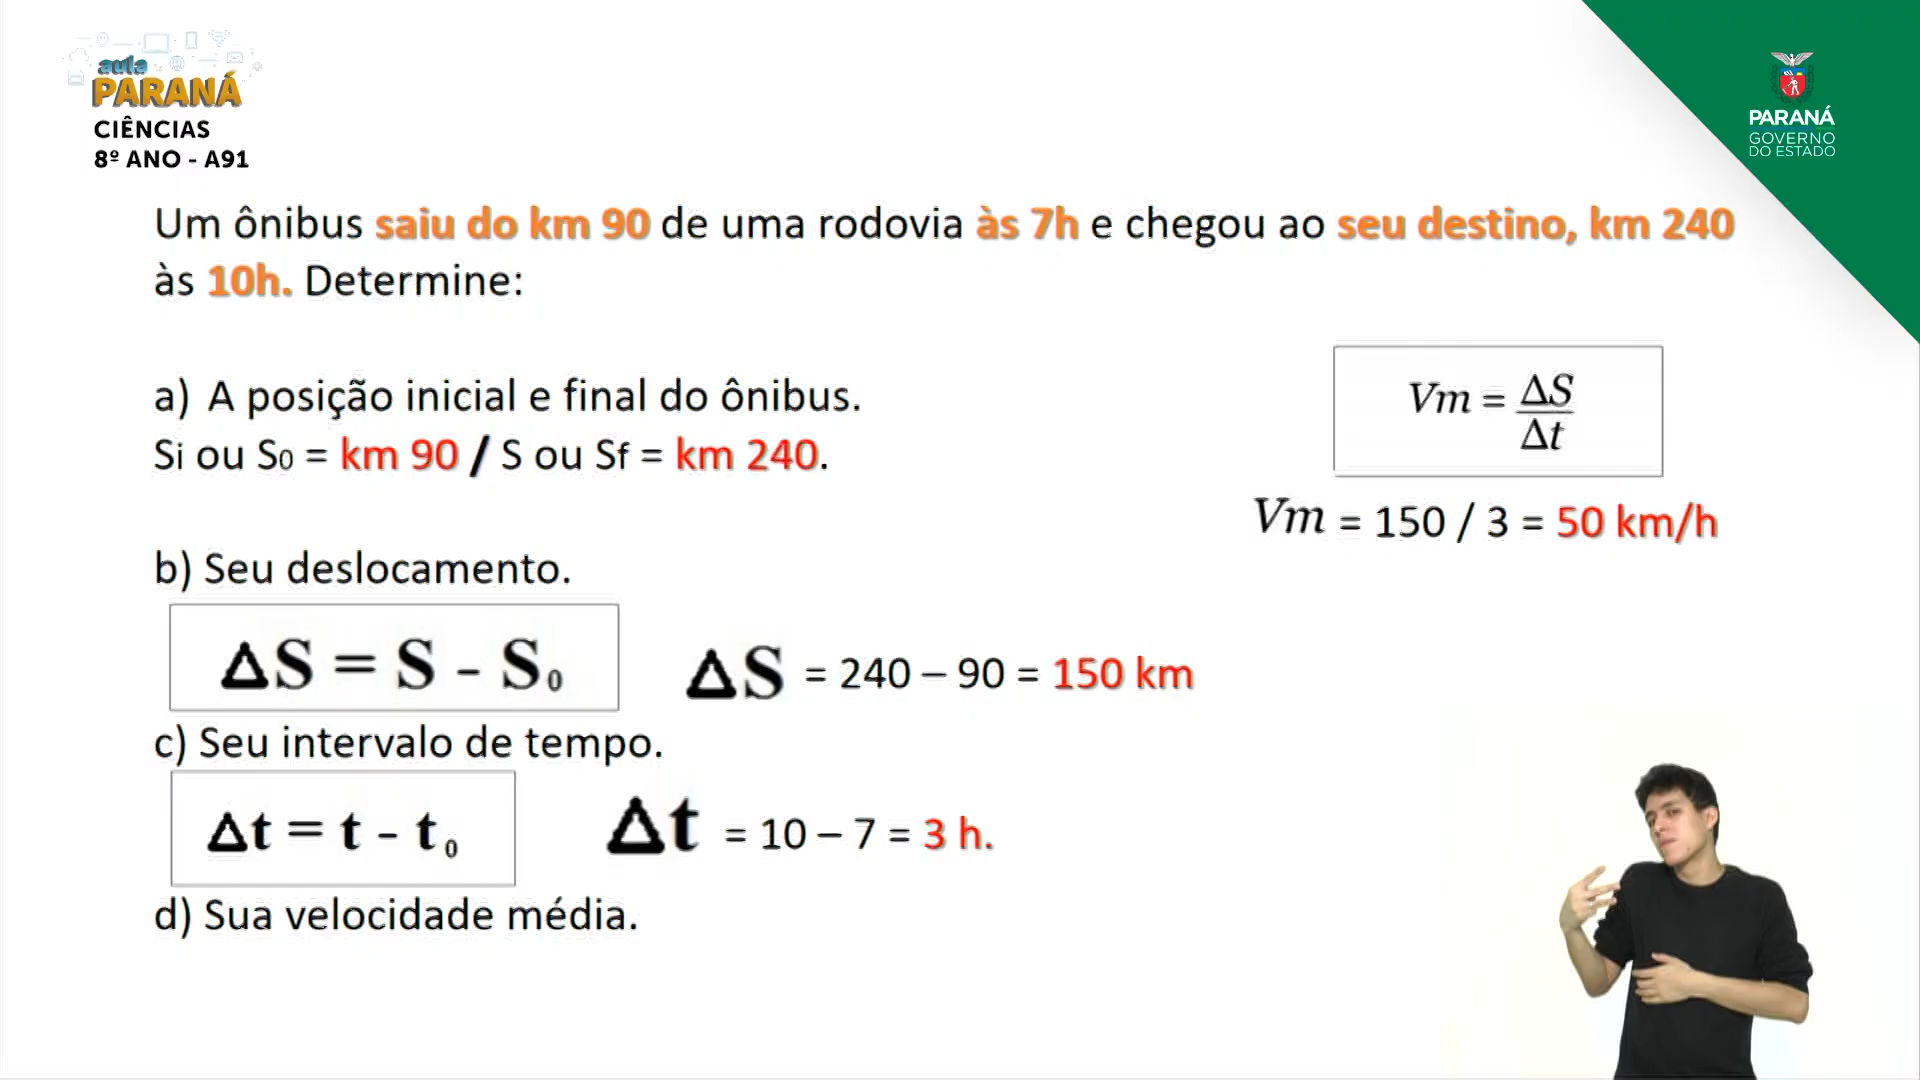 aula
PARANÁ
CIÊNCIAS
8º ANO - A91
PARANÁ
GOVERNO
DO ESTADO
Um ônibus saiu do km 90 de uma rodovia às 7h e chegou ao seu destino, km 240
às 10h. Determine:
a) A posição inicial e final do ônibus.
Si ou S0 = km 90 / S ou Sf = km 240.
Vm = ΔS/Δt
Vm = 150 / 3 = 50 km/h
b) Seu deslocamento.
ΔS = S - S₀
ΔS = 240 – 90 = 150 km
c) Seu intervalo de tempo.
Δt = t - t₀
Δt = 10 – 7 = 3 h.
d) Sua velocidade média.